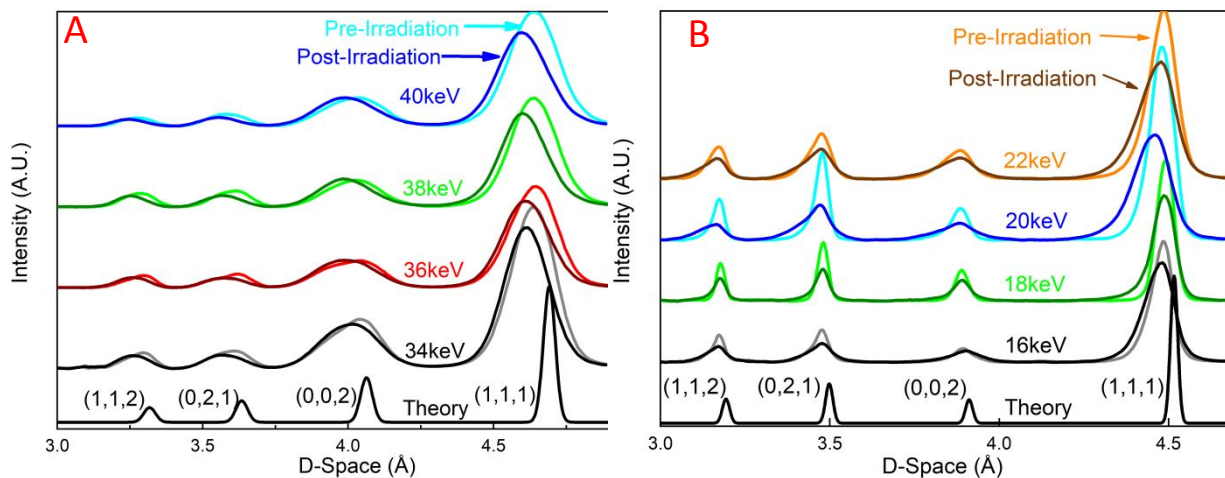 A
Pre-Irradiation
Post-Irradiation
40keV
38keV
36keV
34keV
(1,1,2)
(0,2,1)
(0,0,2)
(1,1,1)
Theory
Intensity (A.U.)
3.0
3.5
4.0
4.5
D-Space (Å)
B
Pre-Irradiation
Post-Irradiation
22keV
20keV
18keV
16keV
(1,1,2)
(0,2,1)
(0,0,2)
(1,1,1)
Theory
Intensity (A.U.)
3.0
3.5
4.0
4.5
D-Space (Å)